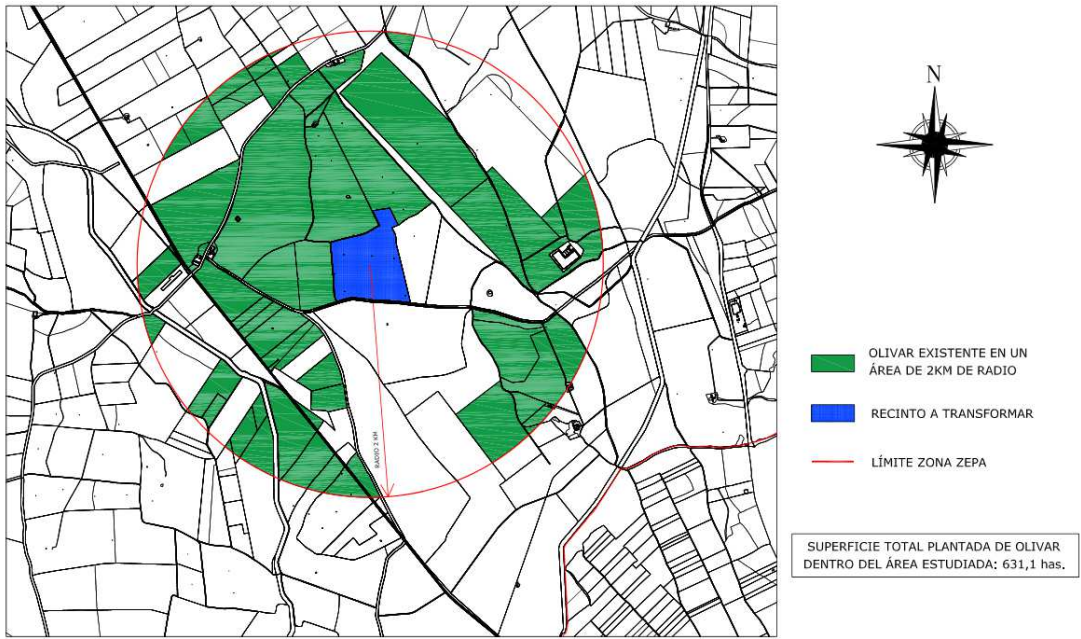 N
OLIVAR EXISTENTE EN UN
ÁREA DE 2KM DE RADIO
RECINTO A TRANSFORMAR
LÍMITE ZONA ZEPA
RADIO 2 KM
SUPERFICIE TOTAL PLANTADA DE OLIVAR
DENTRO DEL ÁREA ESTUDIADA: 631,1 has.